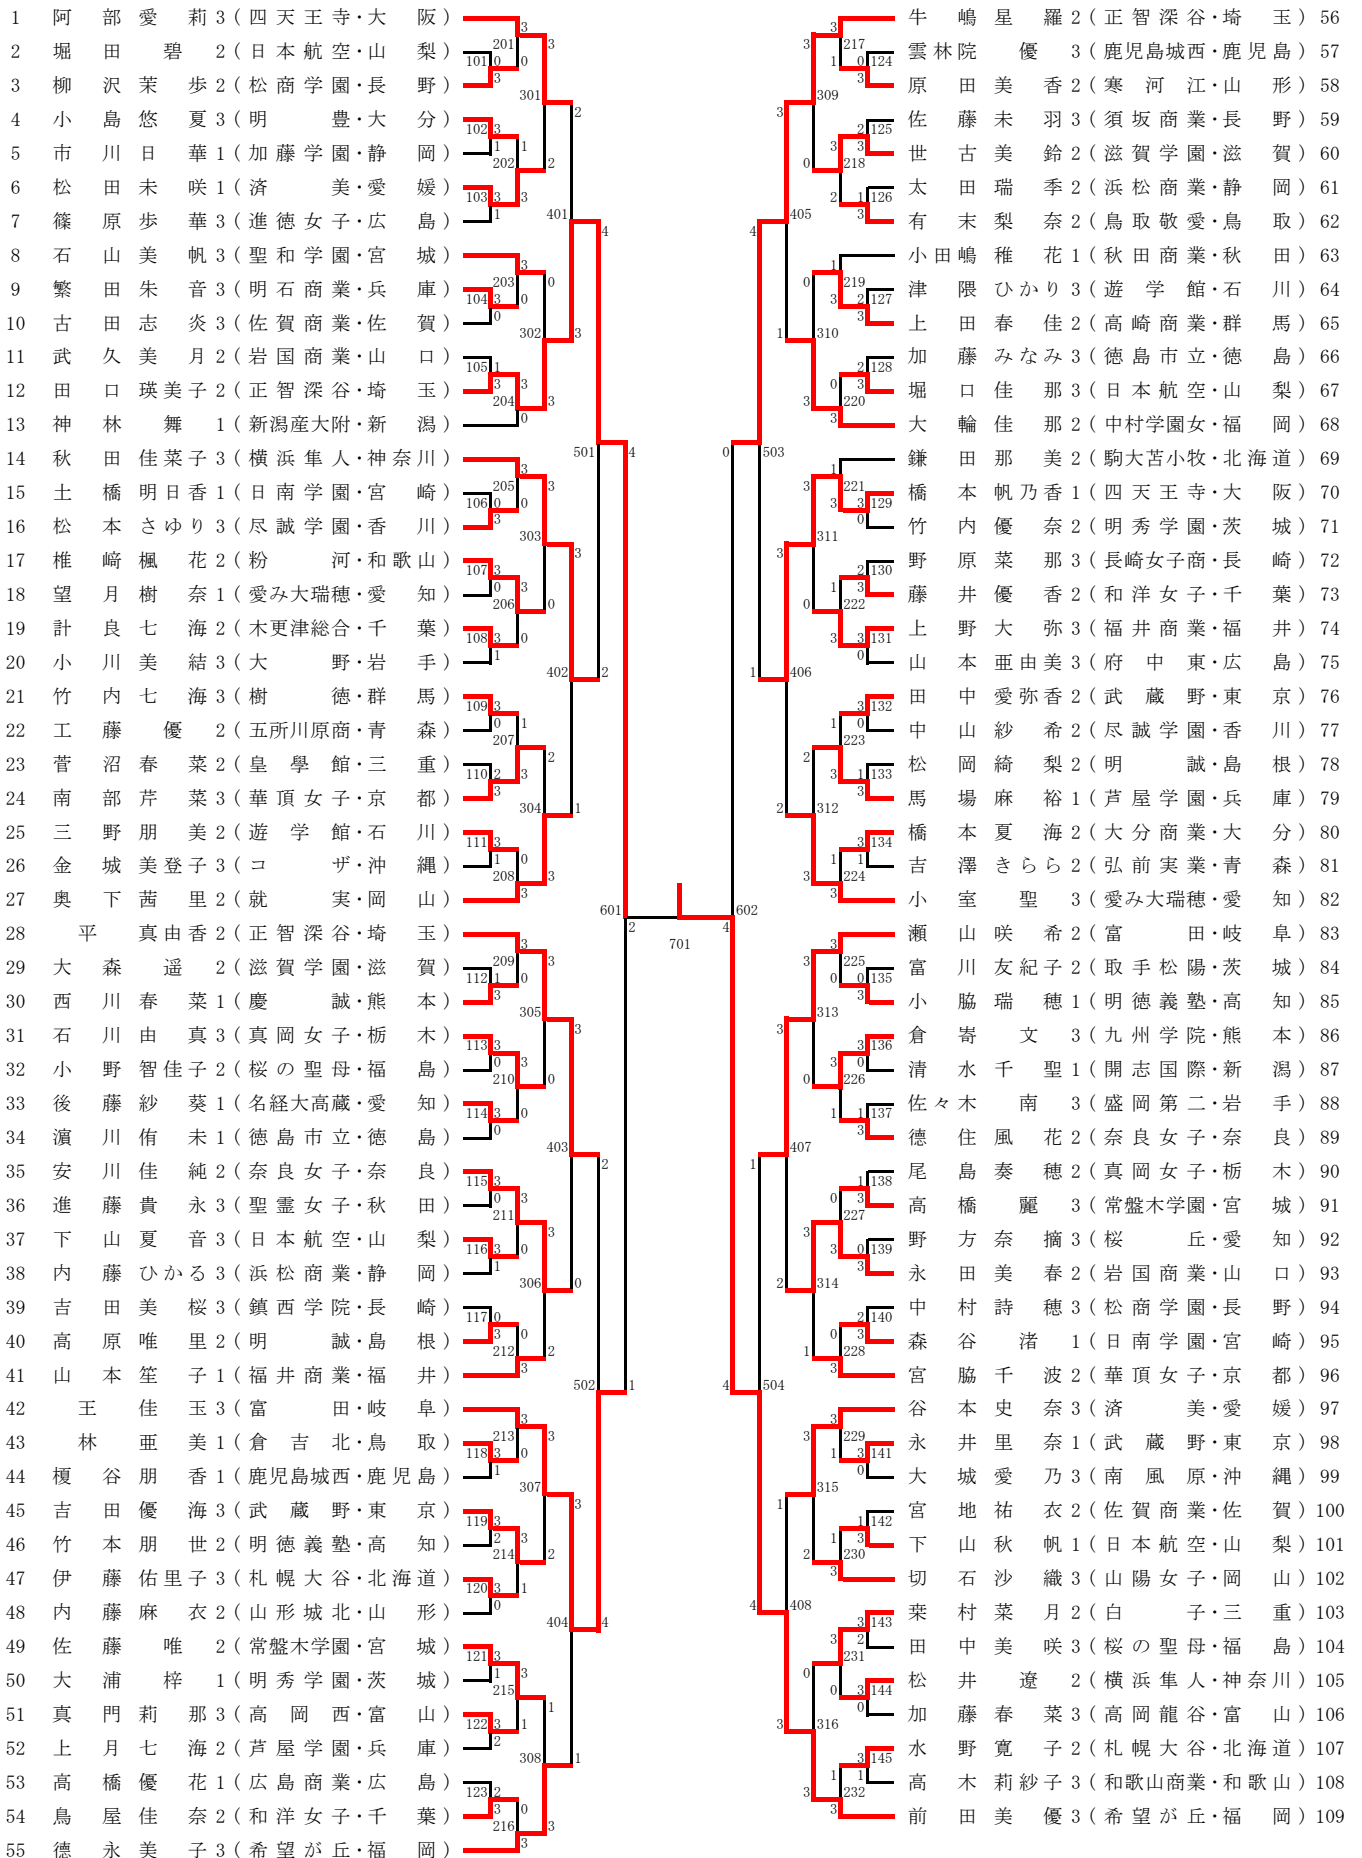 1 阿部愛莉 3 (四天王寺・大阪)
2 堀田碧 2 (日本航空・山梨)
3 柳沢茉歩 2 (松商学園・長野)
4 小島悠夏 3 (明豊・大分)
5 市川日華 1 (加藤学園・静岡)
6 松田未咲 1 (済美・愛媛)
7 篠原歩華 3 (進徳女子・広島)
8 石山美帆 3 (聖和学園・宮城)
9 繁田朱音 3 (明石商業・兵庫)
10 古田志炎 3 (佐賀商業・佐賀)
11 武久美月 2 (岩国商業・山口)
12 田口瑛美子 2 (正智深谷・埼玉)
13 神林舞 1 (新潟産大附・新潟)
14 秋田佳菜子 3 (横浜隼人・神奈川)
15 土橋明日香 1 (日南学園・宮崎)
16 松本さゆり 3 (尽誠学園・香川)
17 椎﨑楓花 2 (粉河・和歌山)
18 望月樹奈 1 (愛み大瑞穂・愛知)
19 計良七海 2 (木更津総合・千葉)
20 小川美結 3 (大野・岩手)
21 竹内七海 3 (樹徳・群馬)
22 工藤優 2 (五所川原商・青森)
23 菅沼春菜 2 (皇學館・三重)
24 南部芹菜 3 (華頂女子・京都)
25 三野朋美 2 (遊学館・石川)
26 金城美登子 3 (コザ・沖縄)
27 奥下茜里 2 (就実・岡山)
28 平真由香 2 (正智深谷・埼玉)
29 大森遥 2 (滋賀学園・滋賀)
30 西川春菜 1 (慶誠・熊本)
31 石川由真 3 (真岡女子・栃木)
32 小野智佳子 2 (桜の聖母・福島)
33 後藤紗葵 1 (名経大高蔵・愛知)
34 濵川侑未 1 (徳島市立・徳島)
35 安川佳純 2 (奈良女子・奈良)
36 進藤貴永 3 (聖霊女子・秋田)
37 下山夏音 3 (日本航空・山梨)
38 内藤ひかる 3 (浜松商業・静岡)
39 吉田美桜 3 (鎮西学院・長崎)
40 高原唯里 2 (明誠・島根)
41 山本笙子 1 (福井商業・福井)
42 王佳玉 3 (富田・岐阜)
43 林亜美 1 (倉吉北・鳥取)
44 榎谷朋香 1 (鹿児島城西・鹿児島)
45 吉田優海 3 (武蔵野・東京)
46 竹本朋世 2 (明徳義塾・高知)
47 伊藤佑里子 3 (札幌大谷・北海道)
48 内藤麻衣 2 (山形城北・山形)
49 佐藤唯 2 (常盤木学園・宮城)
50 大浦梓 1 (明秀学園・茨城)
51 真門莉那 3 (高岡西・富山)
52 上月七海 2 (芦屋学園・兵庫)
53 高橋優花 1 (広島商業・広島)
54 鳥屋佳奈 2 (和洋女子・千葉)
55 德永美子 3 (希望が丘・福岡)
牛嶋星羅 2 (正智深谷・埼玉) 56
雲林院優 3 (鹿児島城西・鹿児島) 57
原田美香 2 (寒河江・山形) 58
佐藤未羽 3 (須坂商業・長野) 59
世古美鈴 2 (滋賀学園・滋賀) 60
太田瑞季 2 (浜松商業・静岡) 61
有末梨奈 2 (鳥取敬愛・鳥取) 62
小田嶋稚花 1 (秋田商業・秋田) 63
津隈ひかり 3 (遊学館・石川) 64
上田春佳 2 (高崎商業・群馬) 65
加藤みなみ 3 (徳島市立・徳島) 66
堀口佳那 3 (日本航空・山梨) 67
大輪佳那 2 (中村学園女・福岡) 68
鎌田那美 2 (駒大苫小牧・北海道) 69
橋本帆乃香 1 (四天王寺・大阪) 70
竹内優奈 2 (明秀学園・茨城) 71
野原菜那 3 (長崎女子商・長崎) 72
藤井優香 2 (和洋女子・千葉) 73
上野大弥 3 (福井商業・福井) 74
山本亜由美 3 (府中東・広島) 75
田中愛弥香 2 (武蔵野・東京) 76
中山紗希 2 (尽誠学園・香川) 77
松岡綺梨 2 (明誠・島根) 78
馬場麻裕 1 (芦屋学園・兵庫) 79
橋本夏海 2 (大分商業・大分) 80
吉澤きらら 2 (弘前実業・青森) 81
小室聖 3 (愛み大瑞穂・愛知) 82
瀬山咲希 2 (富田・岐阜) 83
富川友紀子 2 (取手松陽・茨城) 84
小脇瑞穂 1 (明徳義塾・高知) 85
倉寄文 3 (九州学院・熊本) 86
清水千聖 1 (開志国際・新潟) 87
佐々木南 3 (盛岡第二・岩手) 88
德住風花 2 (奈良女子・奈良) 89
尾島奏穂 2 (真岡女子・栃木) 90
高橋麗 3 (常盤木学園・宮城) 91
野方奈摘 3 (桜丘・愛知) 92
永田美春 2 (岩国商業・山口) 93
中村詩穂 3 (松商学園・長野) 94
森谷渚 1 (日南学園・宮崎) 95
宮脇千波 2 (華頂女子・京都) 96
谷本史奈 3 (済美・愛媛) 97
永井里奈 1 (武蔵野・東京) 98
大城愛乃 3 (南風原・沖縄) 99
宮地祐衣 2 (佐賀商業・佐賀) 100
下山秋帆 1 (日本航空・山梨) 101
切石沙織 3 (山陽女子・岡山) 102
栗村菜月 2 (白子・三重) 103
田中美咲 3 (桜の聖母・福島) 104
松井遼 2 (横浜隼人・神奈川) 105
加藤春菜 3 (高岡龍谷・富山) 106
水野寛子 2 (札幌大谷・北海道) 107
高木莉紗子 3 (和歌山商業・和歌山) 108
前田美優 3 (希望が丘・福岡) 109